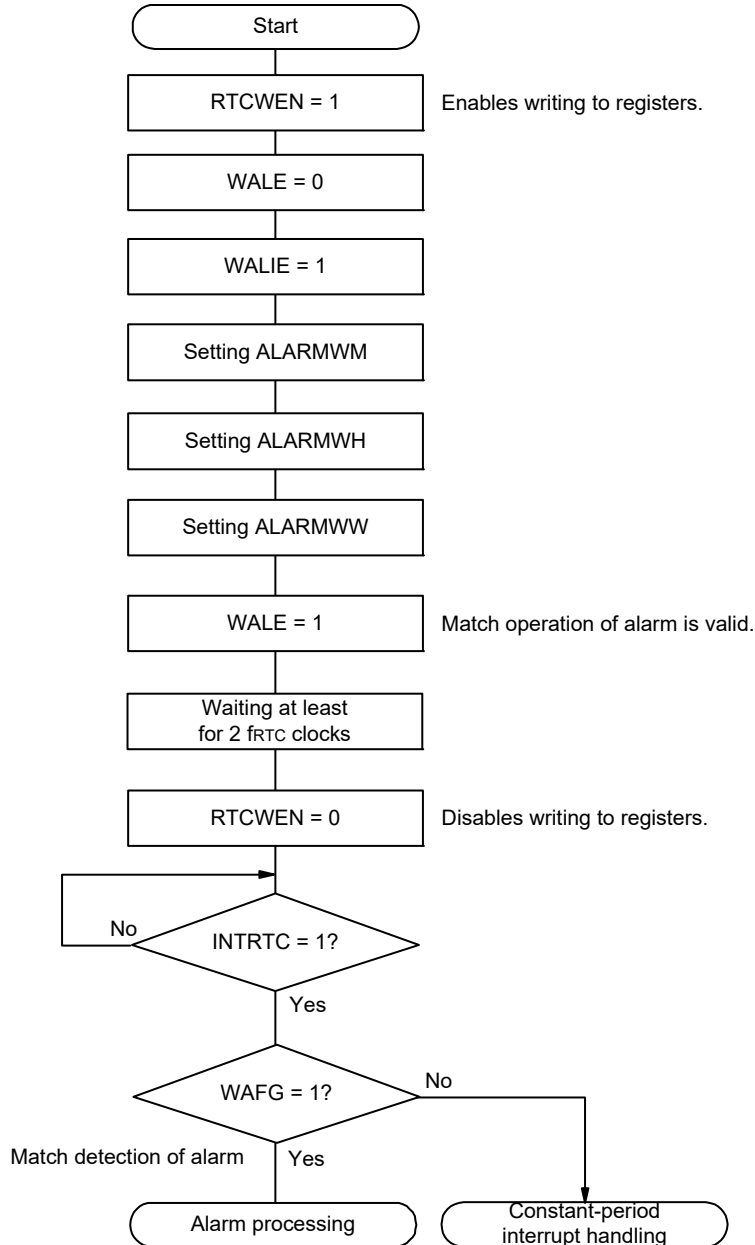 Start
RTCWEN = 1
Enables writing to registers.
WALE = 0
WALIE = 1
Setting ALARMWM
Setting ALARMWH
Setting ALARMWW
WALE = 1
Match operation of alarm is valid.
Waiting at least
for 2 fRTC clocks
RTCWEN = 0
Disables writing to registers.
No
INTRTC = 1?
Yes
WAFG = 1?
No
Match detection of alarm
Yes
Alarm processing
Constant-period
interrupt handling